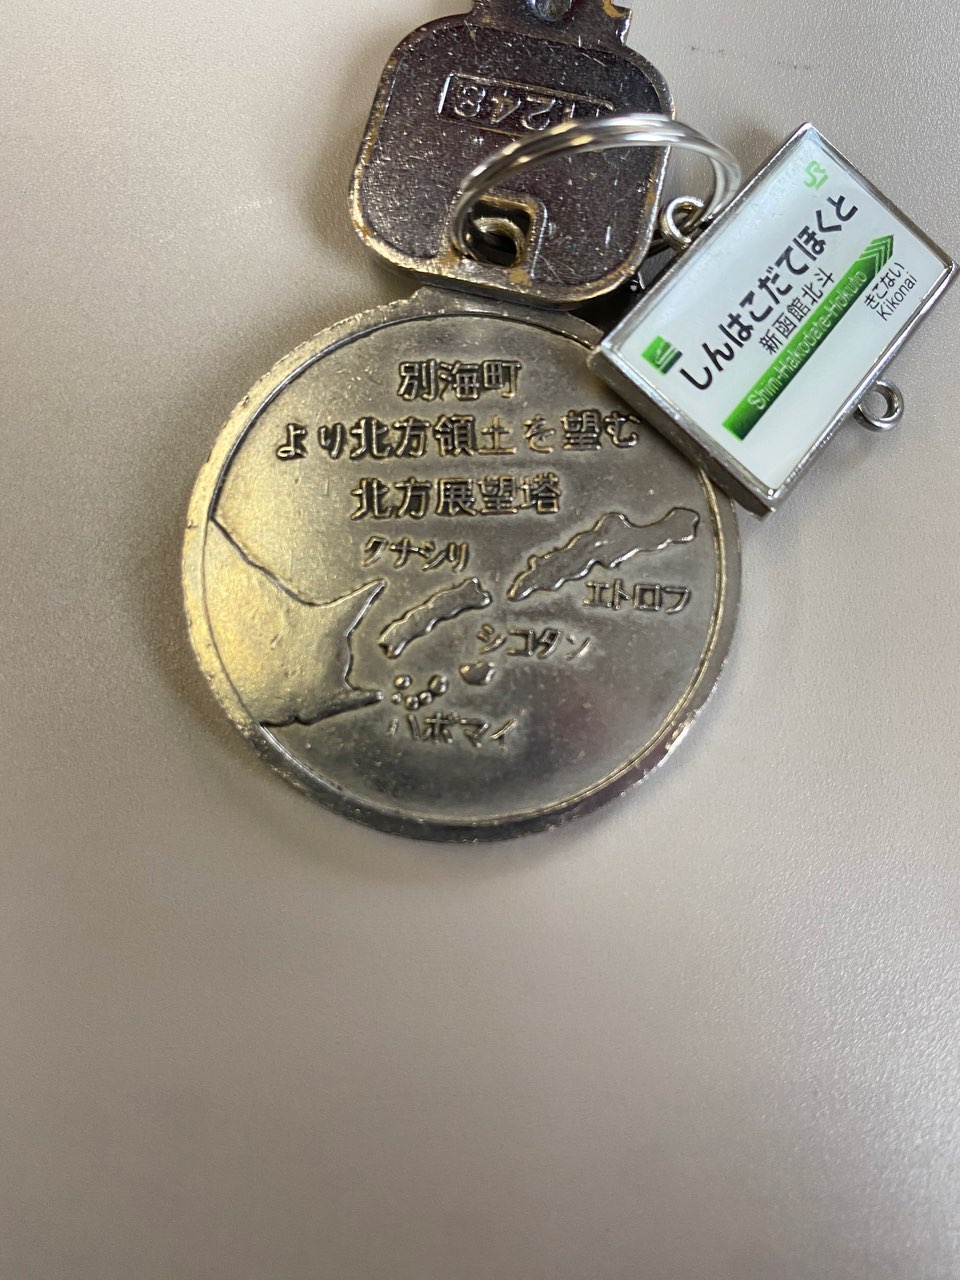 1248
しんはこだてほくと
新函館北斗
Shin-Hakodate-Hokuto
きこない
Kikonai
別海町
より北方領土を望む
北方展望塔
クナシリ
エトロフ
シコタン
ハボマイ